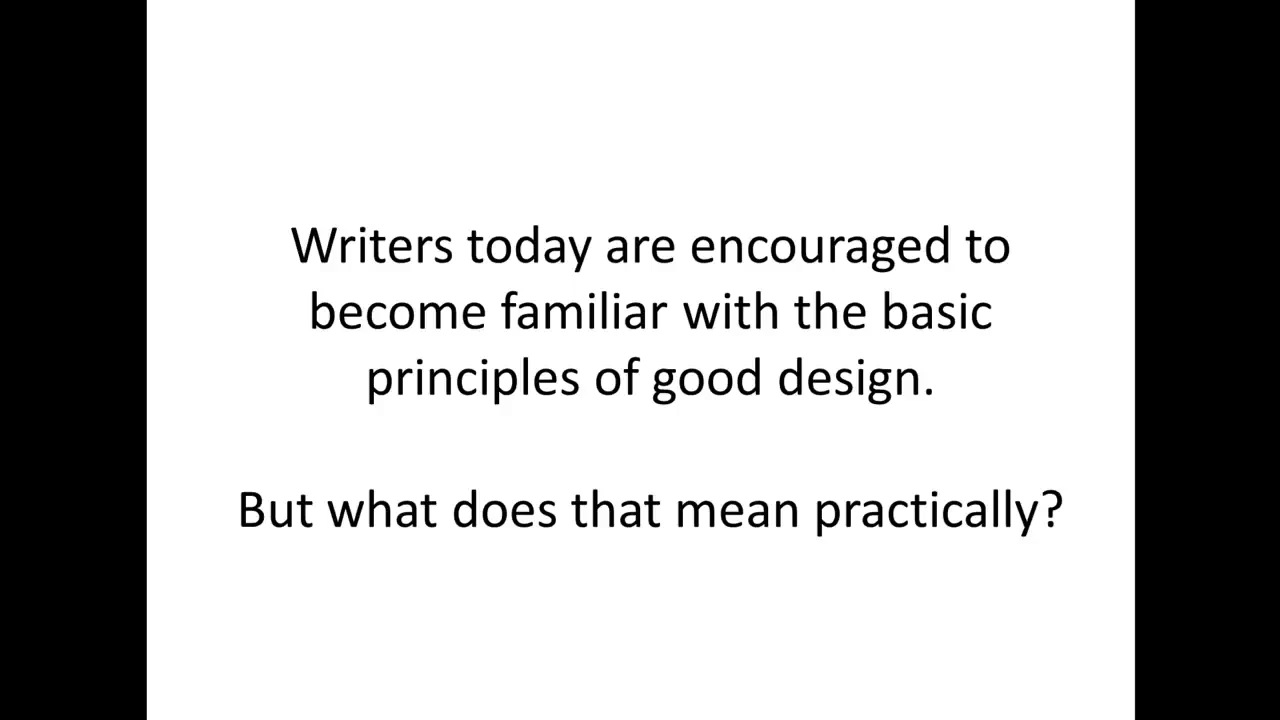 Writers today are encouraged to
become familiar with the basic
principles of good design.
But what does that mean practically?